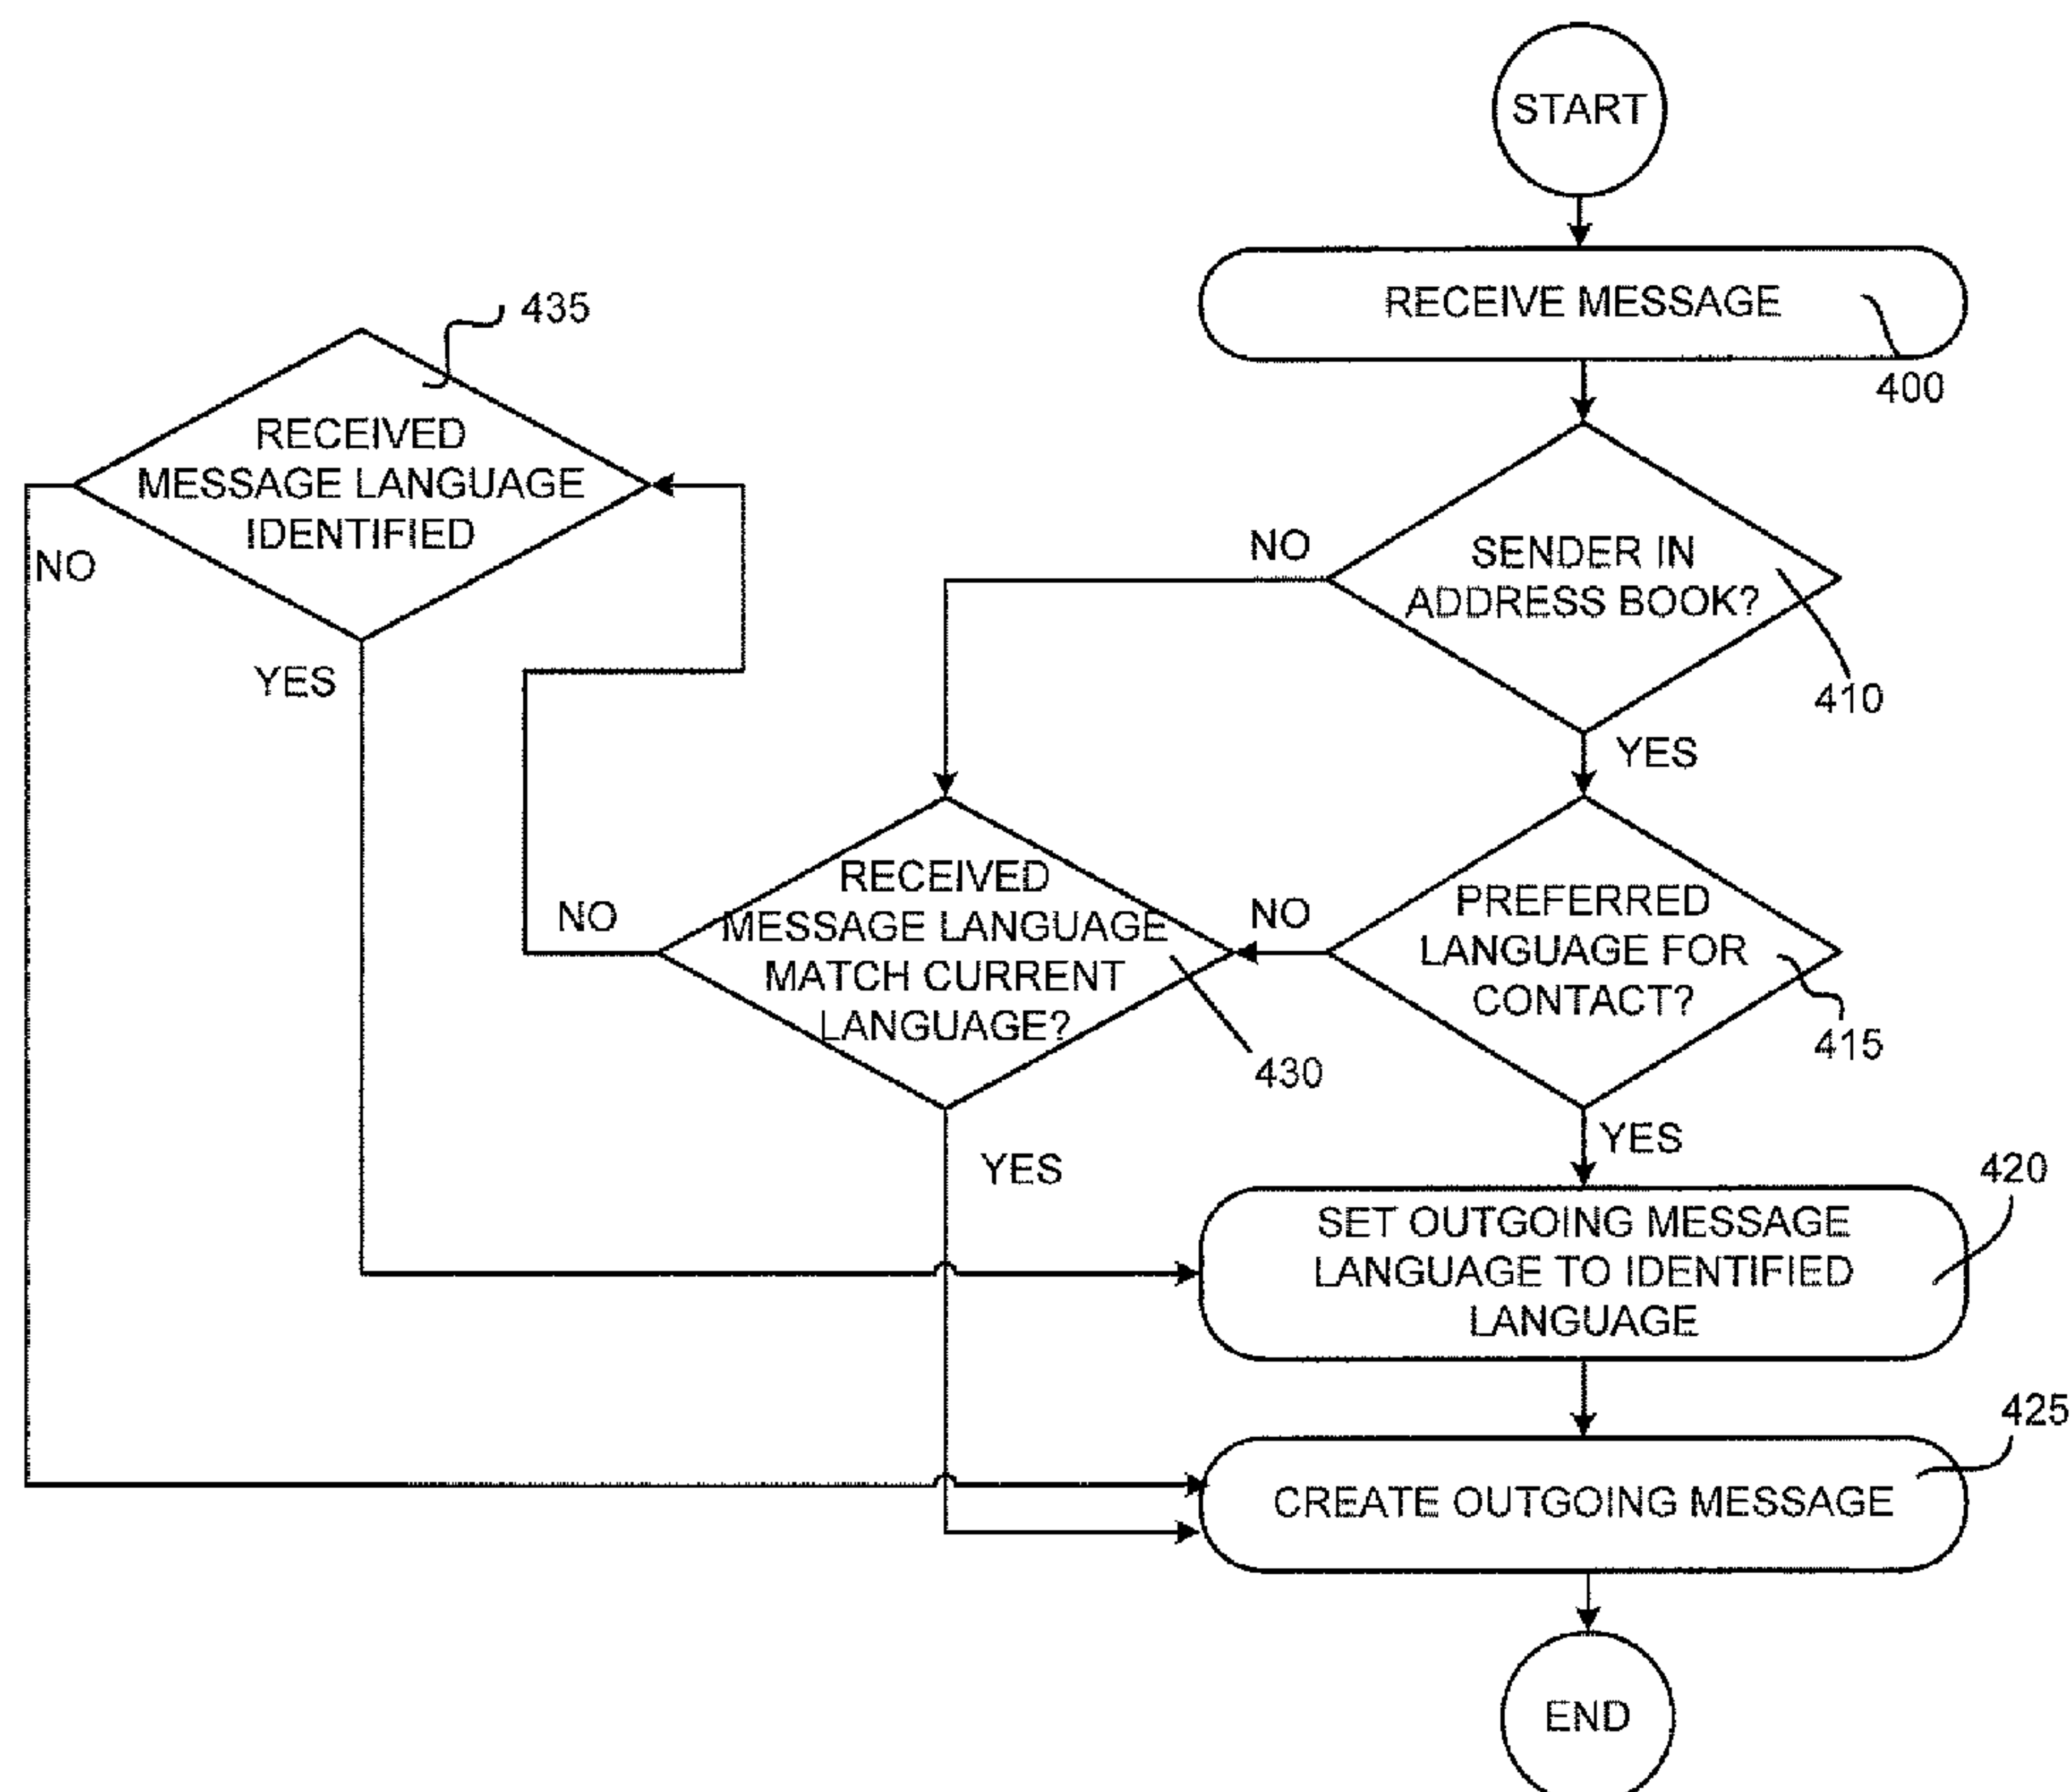 START
RECEIVE MESSAGE
400
435
RECEIVED
MESSAGE LANGUAGE
IDENTIFIED
NO
YES
NO
SENDER IN
ADDRESS BOOK?
410
YES
RECEIVED
MESSAGE LANGUAGE
MATCH CURRENT
LANGUAGE?
NO
430
YES
NO
PREFERRED
LANGUAGE FOR
CONTACT?
415
YES
420
SET OUTGOING MESSAGE
LANGUAGE TO IDENTIFIED
LANGUAGE
425
CREATE OUTGOING MESSAGE
END